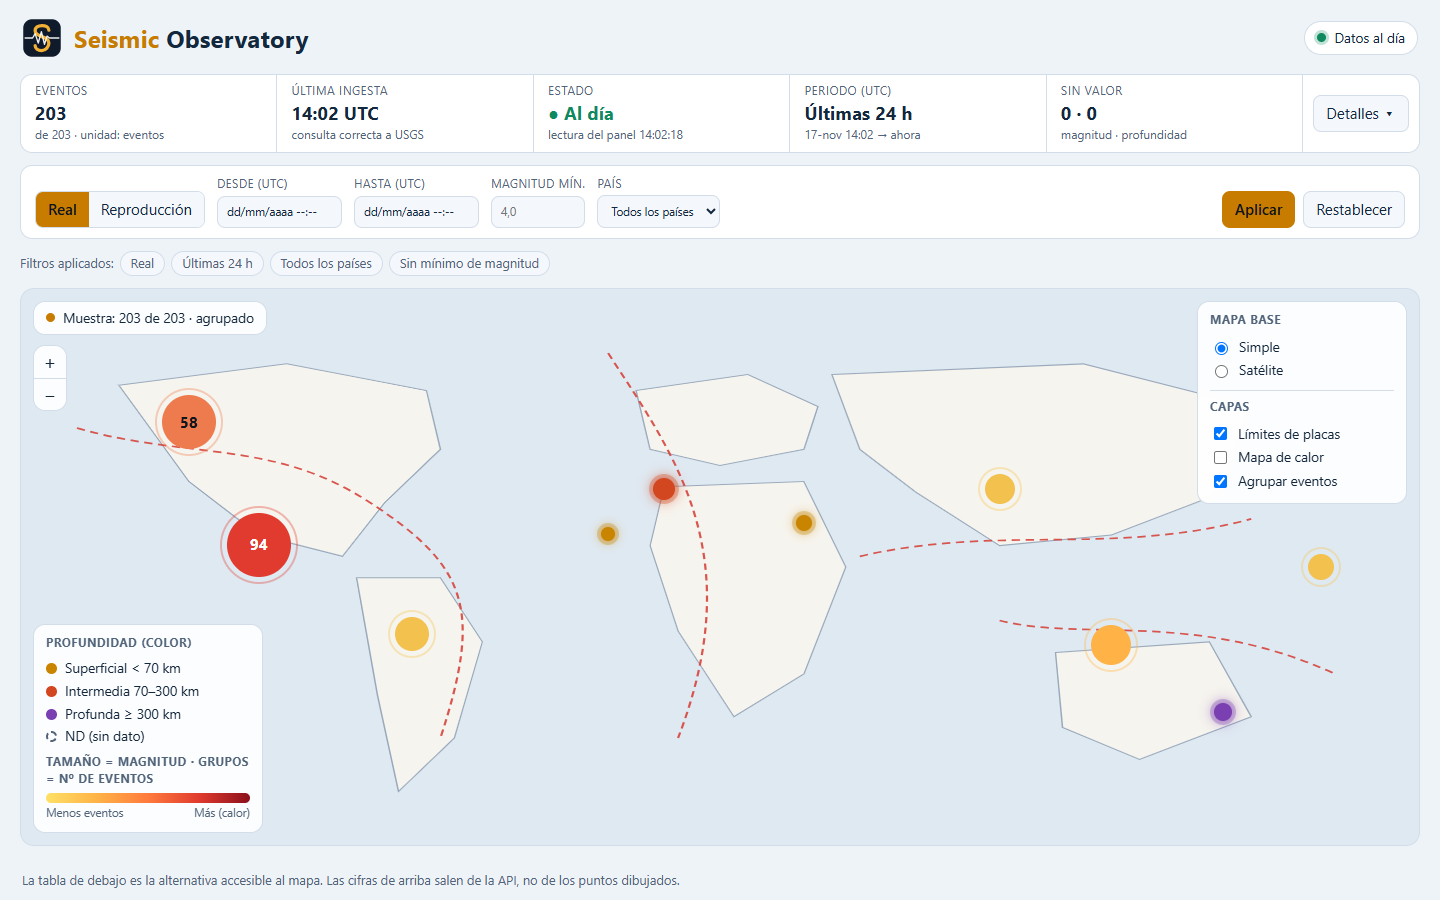 Seismic Observatory
Datos al día
EVENTOS
203
de 203 · unidad: eventos
ÚLTIMA INGESTA
14:02 UTC
consulta correcta a USGS
ESTADO
● Al día
lectura del panel 14:02:18
PERIODO (UTC)
Últimas 24 h
17-nov 14:02 → ahora
SIN VALOR
0 · 0
magnitud · profundidad
Detalles ▾
Real
Reproducción
DESDE (UTC)
dd/mm/aaaa --:--
HASTA (UTC)
dd/mm/aaaa --:--
MAGNITUD MÍN.
4,0
PAÍS
Todos los países
Aplicar
Restablecer
Filtros aplicados:
Real
Últimas 24 h
Todos los países
Sin mínimo de magnitud
Muestra: 203 de 203 · agrupado
+
−
58
94
MAPA BASE
Simple
Satélite
CAPAS
Límites de placas
Mapa de calor
Agrupar eventos
PROFUNDIDAD (COLOR)
Superficial < 70 km
Intermedia 70–300 km
Profunda ≥ 300 km
ND (sin dato)
TAMAÑO = MAGNITUD · GRUPOS
= Nº DE EVENTOS
Menos eventos
Más (calor)
La tabla de debajo es la alternativa accesible al mapa. Las cifras de arriba salen de la API, no de los puntos dibujados.